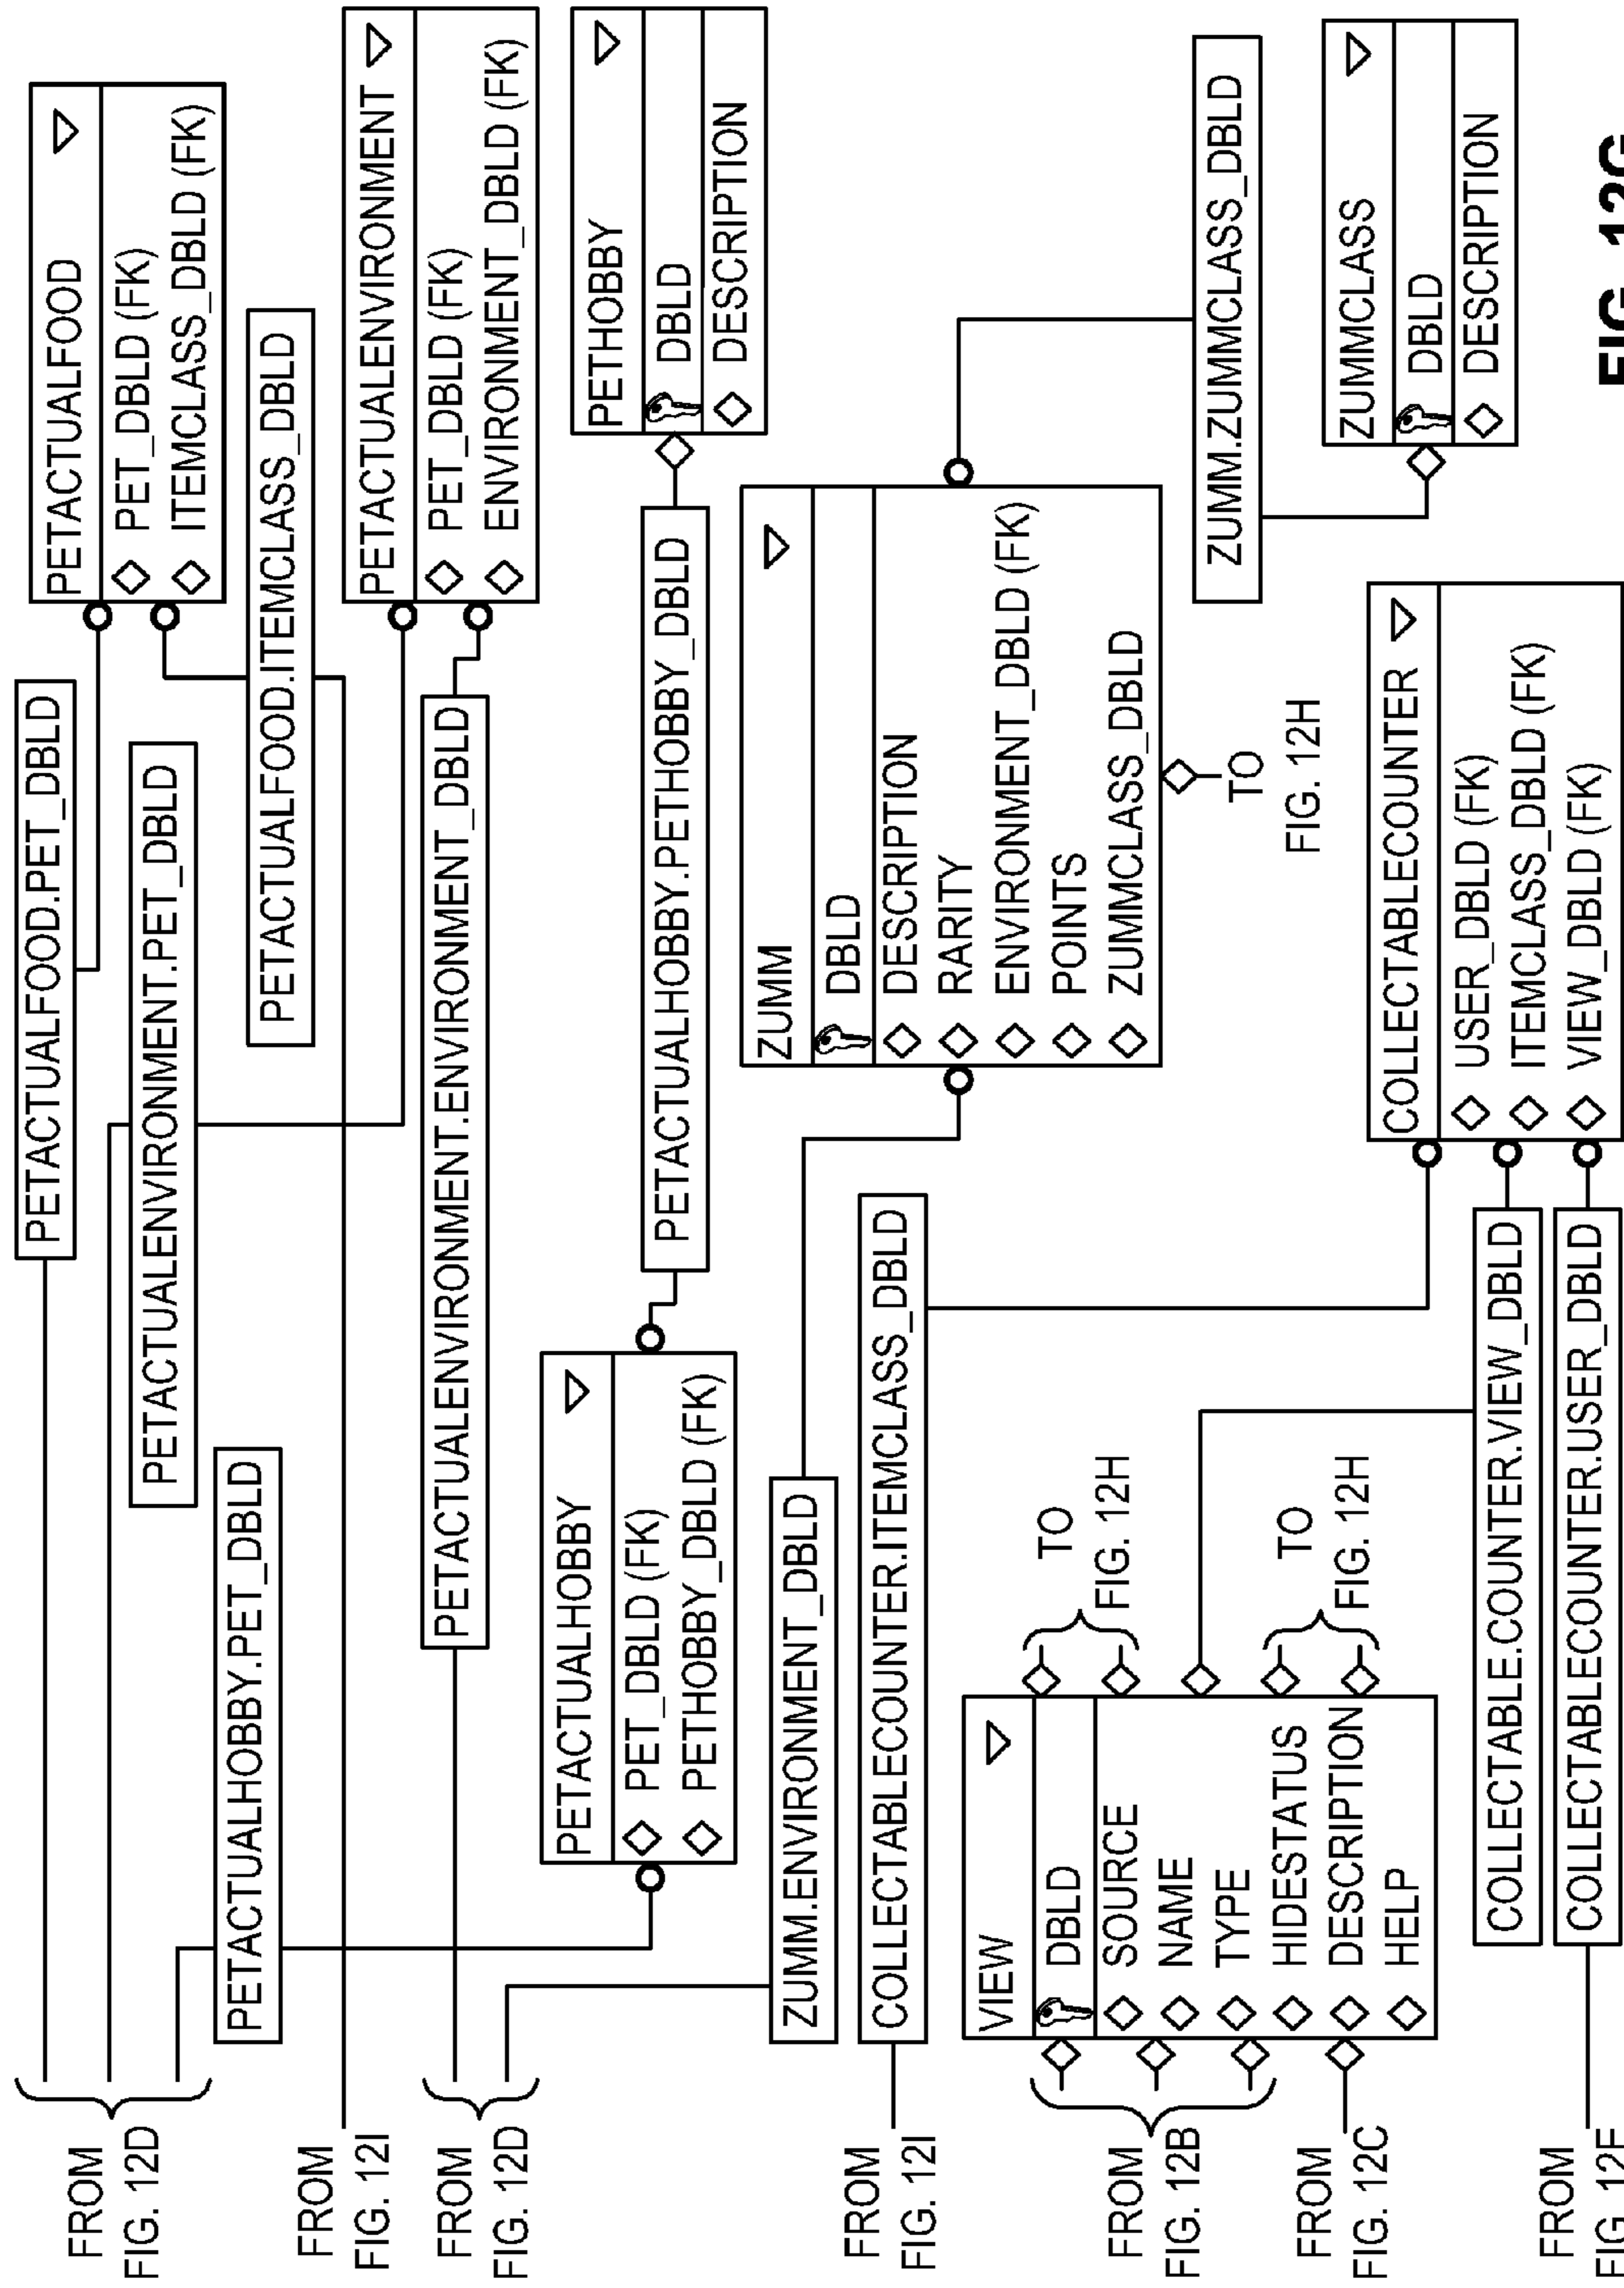 FROM
FIG. 12D
PETACTUALFOOD.PET_DBLD
PETACTUALFOOD
PET_DBLD (FK)
ITEMCLASS_DBLD (FK)
PETACTUALENVIRONMENT.PET_DBLD
PETACTUALHOBBY.PET_DBLD
PETACTUALFOOD.ITEMCLASS_DBLD
FROM
FIG. 12I
PETACTUALENVIRONMENT
PET_DBLD (FK)
ENVIRONMENT_DBLD (FK)
FROM
FIG. 12D
PETACTUALENVIRONMENT.ENVIRONMENT_DBLD
PETACTUALHOBBY
PET_DBLD (FK)
PETHOBBY_DBLD (FK)
PETACTUALHOBBY.PETHOBBY_DBLD
PETHOBBY
DBLD
DESCRIPTION
ZUMM.ENVIRONMENT_DBLD
ZUMM
DBLD
DESCRIPTION
RARITY
ENVIRONMENT_DBLD (FK)
POINTS
ZUMMCLASS_DBLD
TO
FIG. 12H
FROM
FIG. 12I
COLLECTABLECOUNTER.ITEMCLASS_DBLD
ZUMM.ZUMMCLASS_DBLD
ZUMMCLASS
DBLD
DESCRIPTION
FROM
FIG. 12B
FROM
FIG. 12C
VIEW
DBLD
SOURCE
NAME
TYPE
HIDESTATUS
DESCRIPTION
HELP
TO
FIG. 12H
TO
FIG. 12H
COLLECTABLECOUNTER
USER_DBLD (FK)
ITEMCLASS_DBLD (FK)
VIEW_DBLD (FK)
COLLECTABLE.COUNTER.VIEW_DBLD
COLLECTABLECOUNTER.USER_DBLD
FROM
FIG.
FIG. 12G